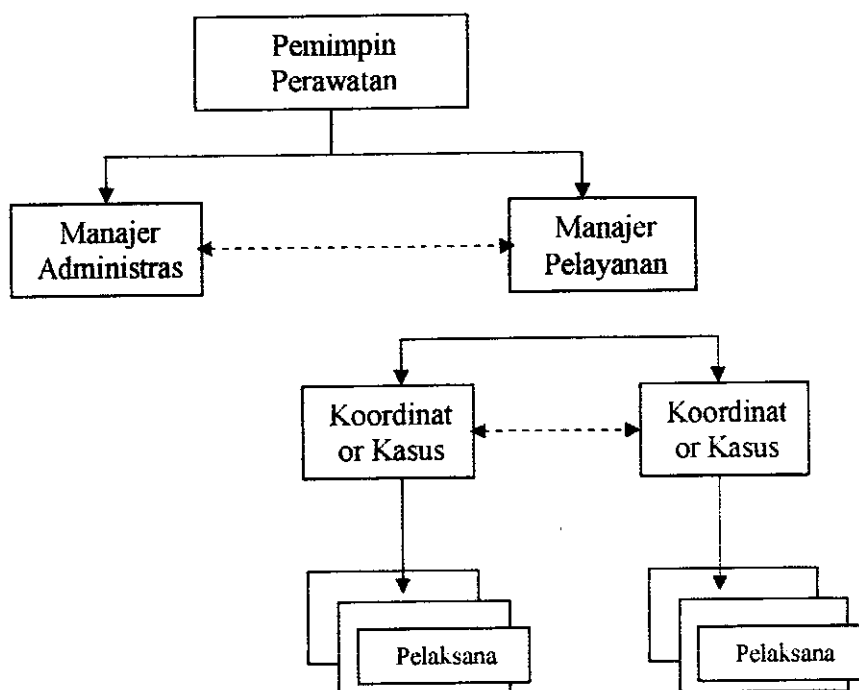 Pemimpin
Perawatan
Manajer
Administras
Manajer
Pelayanan
Koordinat
or Kasus
Koordinat
or Kasus
Pelaksana
Pelaksana